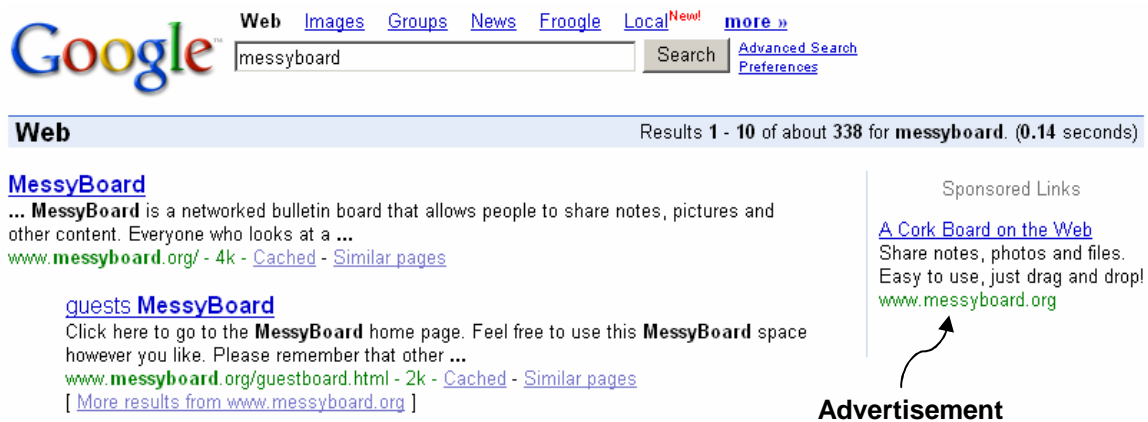 Web Images Groups News Froogle Local New! more »
Google™
messyboard Search Advanced Search
Preferences
Web Results 1 - 10 of about 338 for messyboard. (0.14 seconds)
MessyBoard
... MessyBoard is a networked bulletin board that allows people to share notes, pictures and
other content. Everyone who looks at a ...
www.messyboard.org/ - 4k - Cached - Similar pages
guests MessyBoard
Click here to go to the MessyBoard home page. Feel free to use this MessyBoard space
however you like. Please remember that other ...
www.messyboard.org/guestboard.html - 2k - Cached - Similar pages
[ More results from www.messyboard.org ]
Sponsored Links
A Cork Board on the Web
Share notes, photos and files.
Easy to use, just drag and drop!
www.messyboard.org
Advertisement